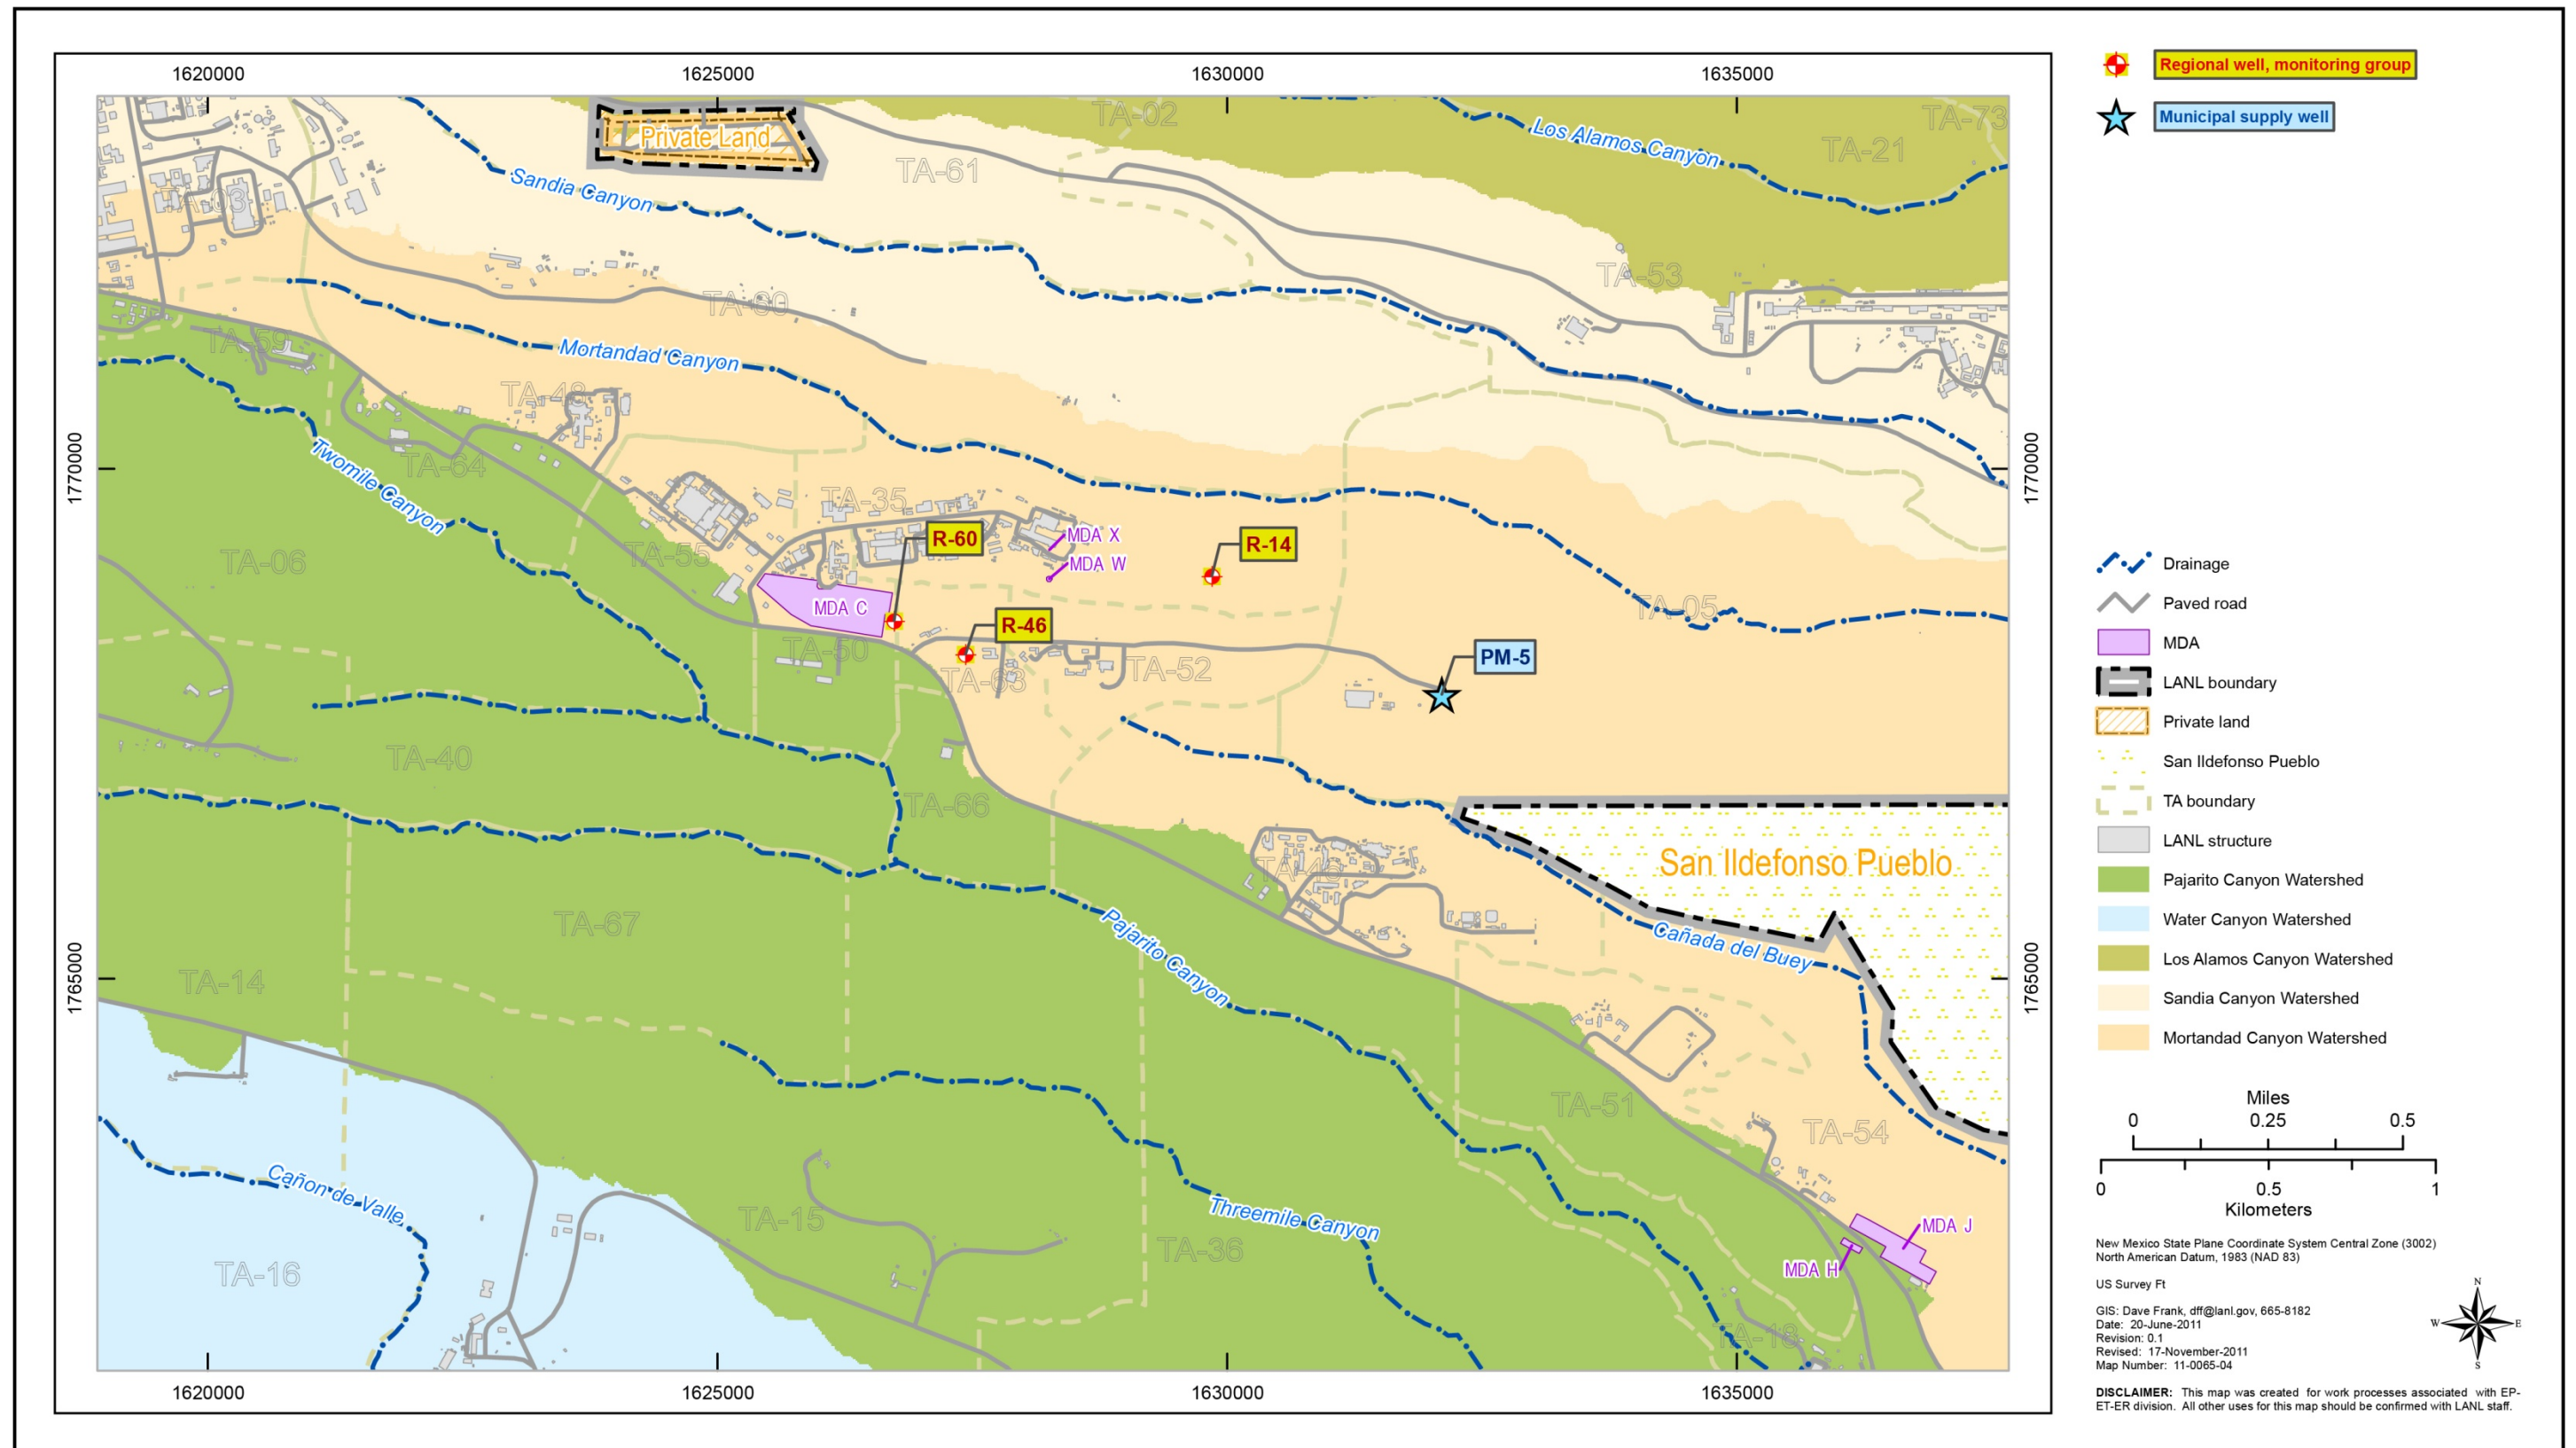 1620000
1625000
1630000
1635000
Regional well, monitoring group
Municipal supply well
Private Land
TA-02
TA-73
Los Alamos Canyon
TA-21
TA-61
Sandia Canyon
TA-03
TA-53
TA-60
TA-59
Mortandad Canyon
TA-48
1770000
1770000
Twomile Canyon
TA-64
TA-35
R-60
MDA X
R-14
TA-55
TA-06
MDA W
MDA C
TA-05
R-46
TA-50
TA-63
TA-52
PM-5
TA-40
TA-66
TA-46
San Ildefonso Pueblo
TA-67
Pajarito Canyon
Cañada del Buey
TA-14
1765000
1765000
TA-51
TA-54
Cañon de Valle
TA-15
Threemile Canyon
TA-36
MDA J
MDA H
TA-16
TA-18
1620000
1625000
1630000
1635000
Drainage
Paved road
MDA
LANL boundary
Private land
San Ildefonso Pueblo
TA boundary
LANL structure
Pajarito Canyon Watershed
Water Canyon Watershed
Los Alamos Canyon Watershed
Sandia Canyon Watershed
Mortandad Canyon Watershed
Miles
0 0.25 0.5
0 0.5 1
Kilometers
New Mexico State Plane Coordinate System Central Zone (3002)
North American Datum, 1983 (NAD 83)
US Survey Ft
GIS: Dave Frank, dff@lanl.gov, 665-8182
Date: 20-June-2011
Revision: 0.1
Revised: 17-November-2011
Map Number: 11-0065-04
N
W E
S
DISCLAIMER: This map was created for work processes associated with EP-
ET-ER division. All other uses for this map should be confirmed with LANL staff.